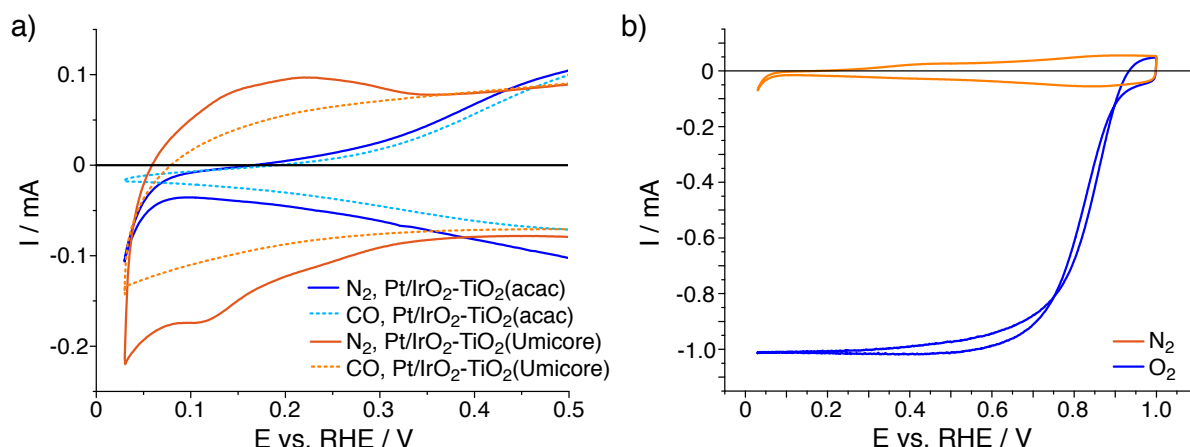 a)
I / mA
0.1
0
-0.1
-0.2
0
0.1
0.2
0.3
0.4
0.5
E vs. RHE / V
N₂, Pt/IrO₂-TiO₂(acac)
CO, Pt/IrO₂-TiO₂(acac)
N₂, Pt/IrO₂-TiO₂(Umicore)
CO, Pt/IrO₂-TiO₂(Umicore)
b)
I / mA
0
-0.2
-0.4
-0.6
-0.8
-1.0
0
0.2
0.4
0.6
0.8
1.0
E vs. RHE / V
N₂
O₂